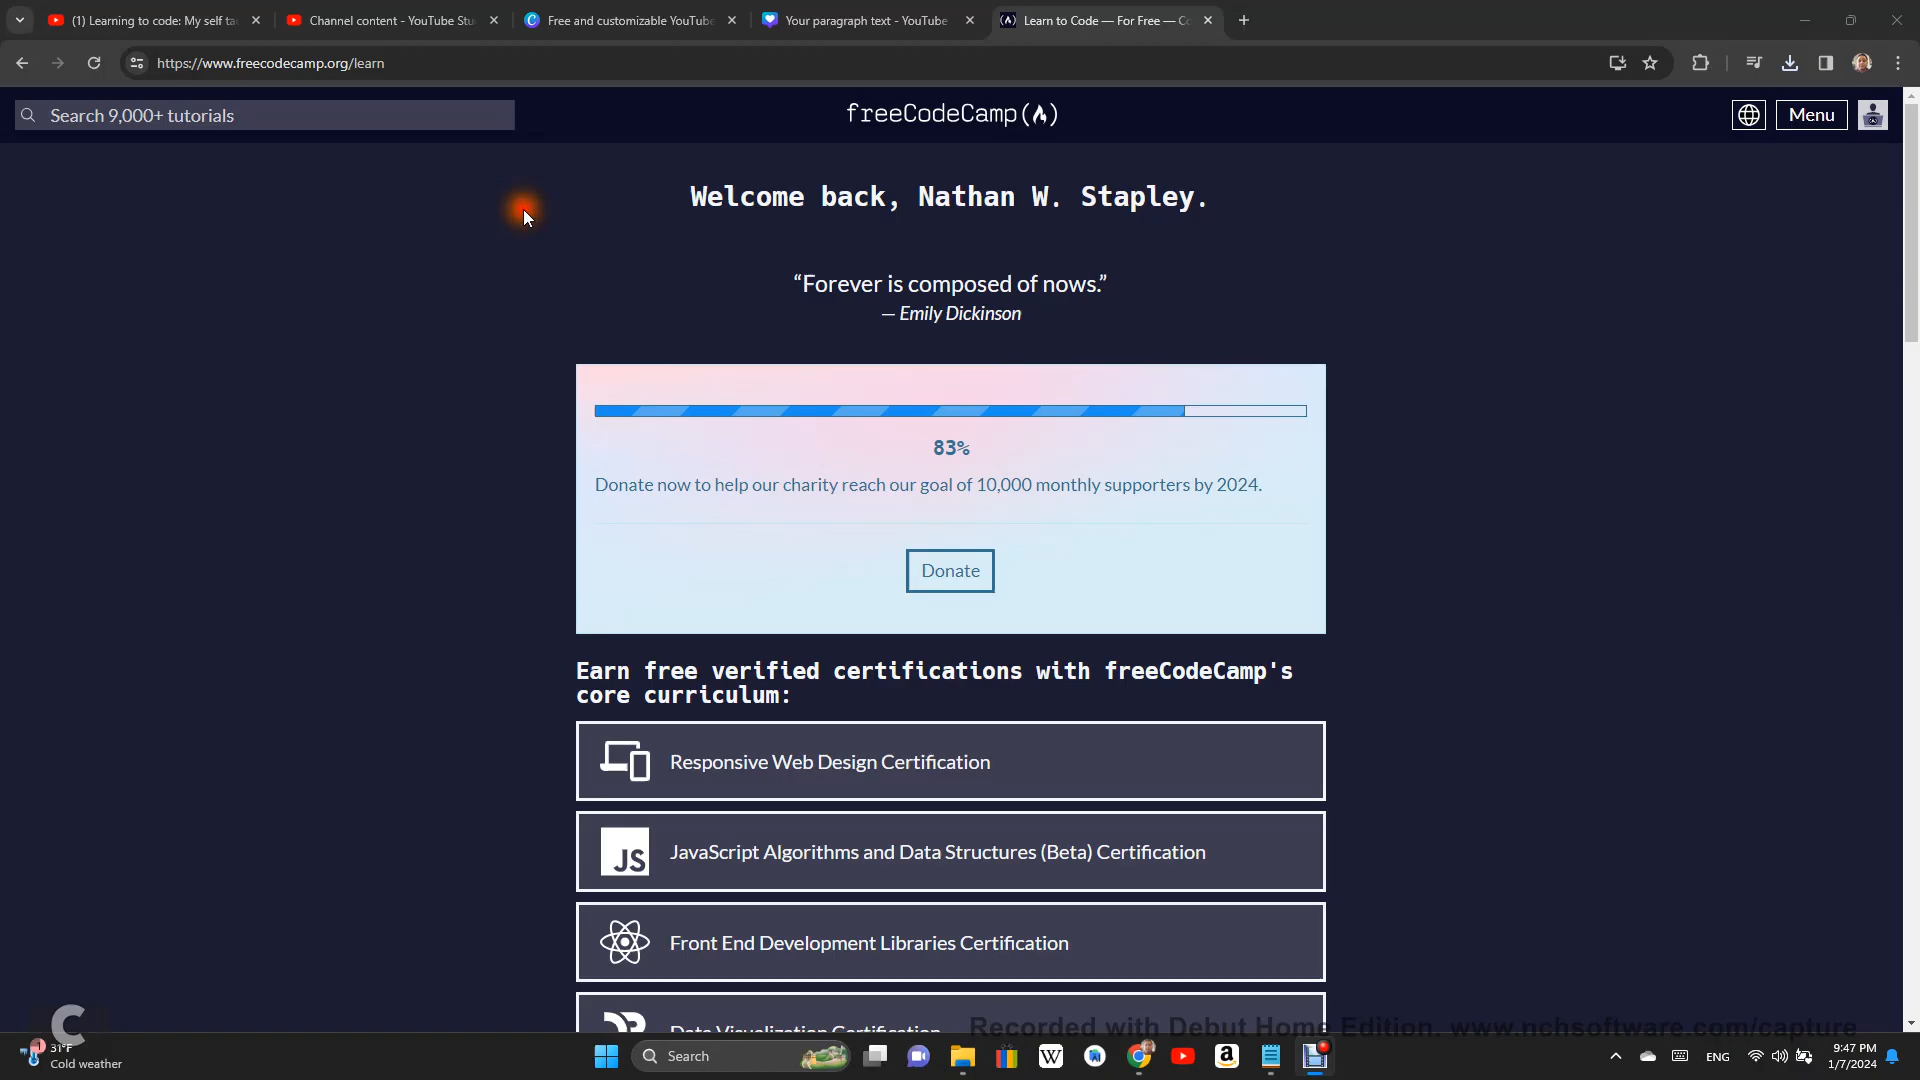 (1) Learning to code: My self ta
Channel content - YouTube Stu
Free and customizable YouTube
Your paragraph text - YouTube
Learn to Code — For Free — Co
https://www.freecodecamp.org/learn
Search 9,000+ tutorials
freeCodeCamp
Menu
Welcome back, Nathan W. Stapley.
“Forever is composed of nows.”
— Emily Dickinson
83%
Donate now to help our charity reach our goal of 10,000 monthly supporters by 2024.
Donate
Earn free verified certifications with freeCodeCamp's
core curriculum:
Responsive Web Design Certification
JS
JavaScript Algorithms and Data Structures (Beta) Certification
Front End Development Libraries Certification
Data Visualization Certification
Recorded with Debut Home Edition. www.nchsoftware.com/capture
1
31°F
Cold weather
Search
W
a
ENG
9:47 PM
1/7/2024